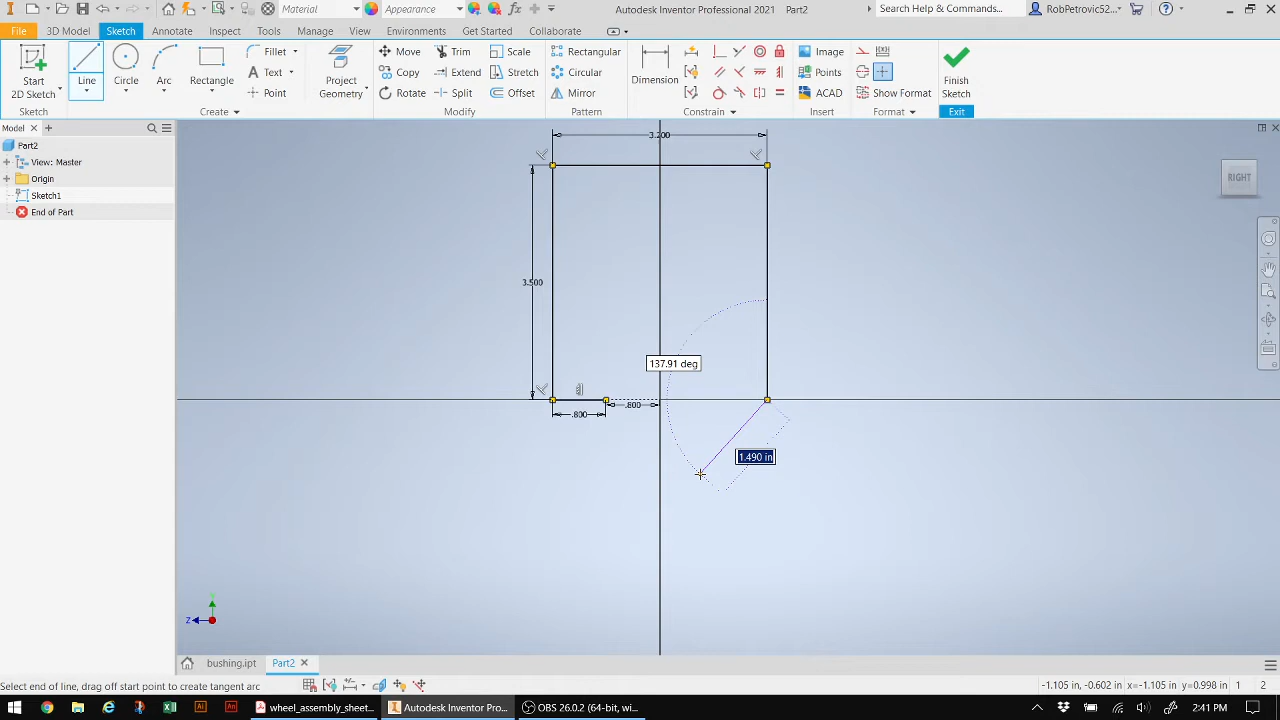 Material
Appearance
Autodesk Inventor Professional 2021 Part2
Search Help & Commands...
RobPetrovic52...
File
3D Model
Sketch
Annotate
Inspect
Tools
Manage
View
Environments
Get Started
Collaborate
Start
2D Sketch
Line
Circle
Arc
Rectangle
Fillet
Text
Point
Project
Geometry
Move
Copy
Rotate
Trim
Extend
Split
Scale
Stretch
Offset
Rectangular
Circular
Mirror
Dimension
Image
Points
ACAD
Show Format
Finish
Sketch
Sketch
Create
Modify
Pattern
Constrain
Insert
Format
Exit
Model
Part2
View: Master
Origin
Sketch1
End of Part
3.200
3.500
137.91 deg
.800
.800
1.490 in
RIGHT
Z
bushing.ipt
Part2
Select end of line, drag off start point to create tangent arc
-1.105 in, -0.602 in
x=-1.105 in, y=0.998 in
1
2
wheel_assembly_sheet...
Autodesk Inventor Pro...
OBS 26.0.2 (64-bit, wi...
2:41 PM